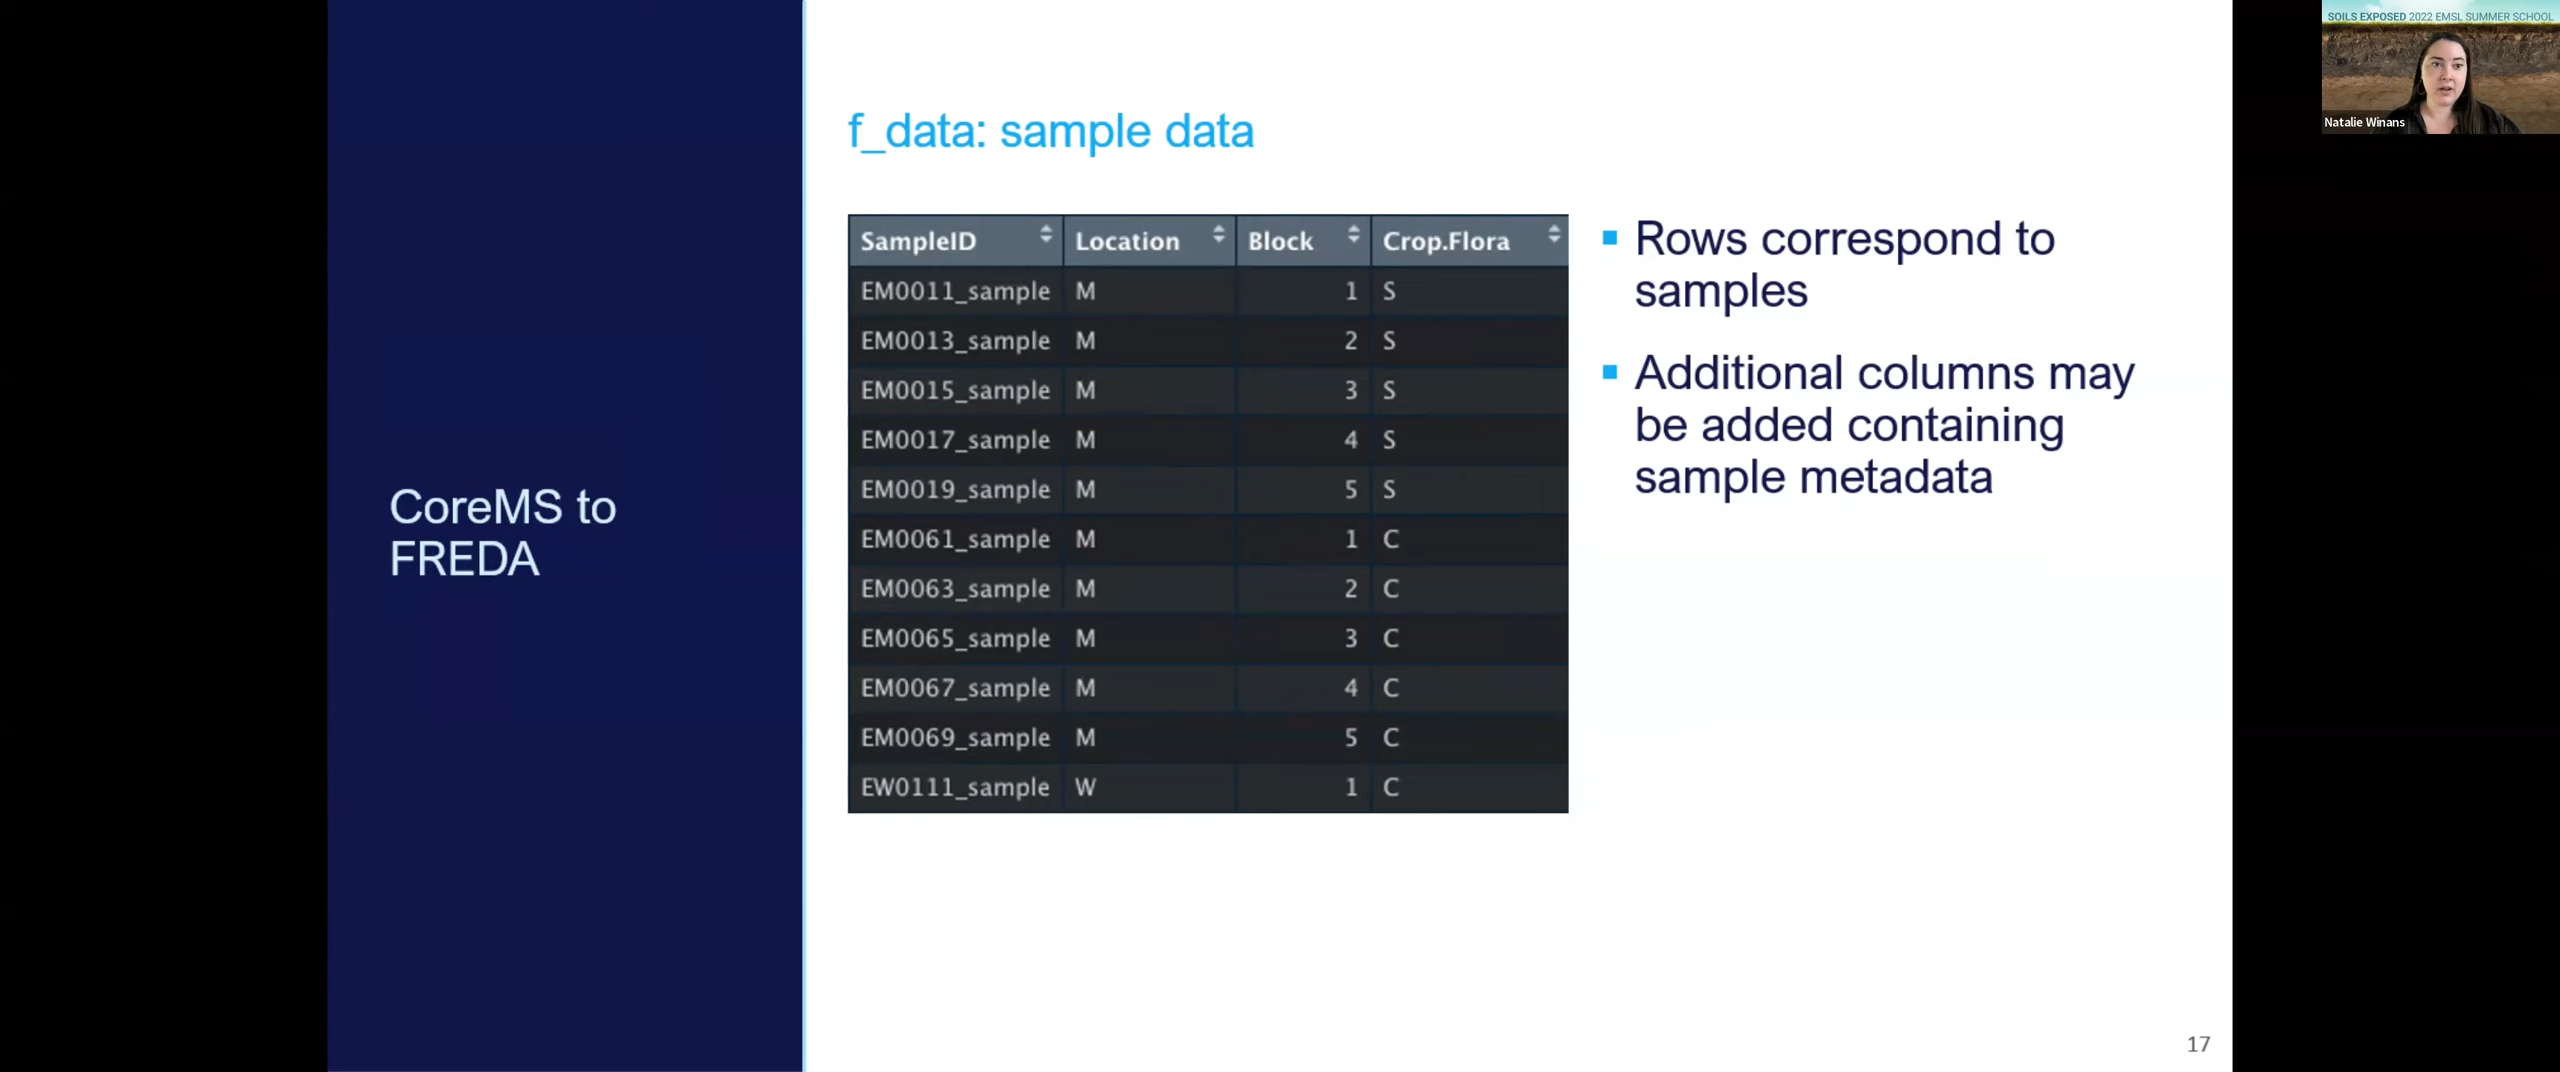 SOILS EXPOSED 2022 EMSL SUMMER SCHOOL
Natalie Winans
CoreMS to
FREDA
f_data: sample data
SampleID Location Block Crop.Flora
EM0011_sample M 1 S
EM0013_sample M 2 S
EM0015_sample M 3 S
EM0017_sample M 4 S
EM0019_sample M 5 S
EM0061_sample M 1 C
EM0063_sample M 2 C
EM0065_sample M 3 C
EM0067_sample M 4 C
EM0069_sample M 5 C
EW0111_sample W 1 C
Rows correspond to
samples
Additional columns may
be added containing
sample metadata
17